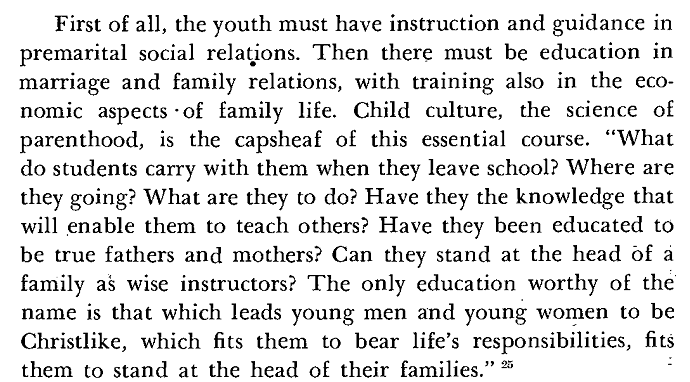 First of all, the youth must have instruction and guidance in
premarital social relations. Then there must be education in
marriage and family relations, with training also in the eco-
nomic aspects of family life. Child culture, the science of
parenthood, is the capsheaf of this essential course. “What
do students carry with them when they leave school? Where are
they going? What are they to do? Have they the knowledge that
will enable them to teach others? Have they been educated to
be true fathers and mothers? Can they stand at the head of a
family as wise instructors? The only education worthy of the
name is that which leads young men and young women to be
Christlike, which fits them to bear life’s responsibilities, fits
them to stand at the head of their families.” 25